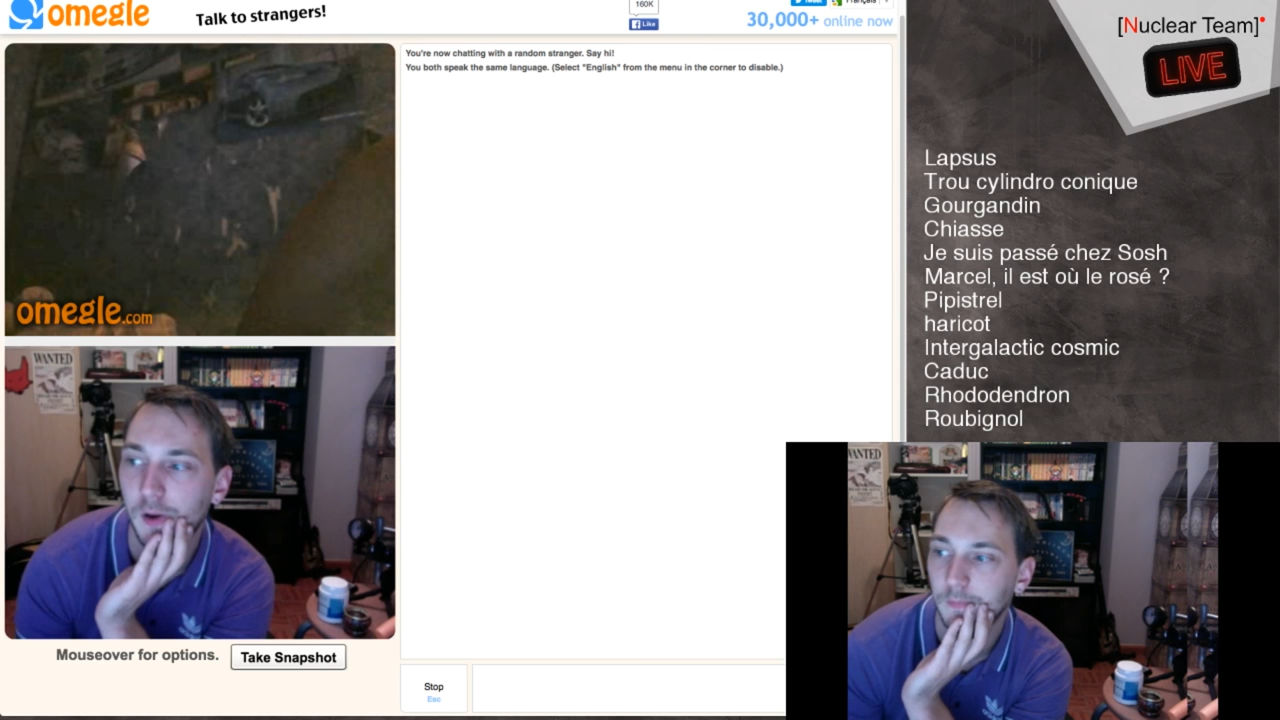 omegle
Talk to strangers!
160K
Like
Tweet
Français
30,000+ online now
You're now chatting with a random stranger. Say hi!
You both speak the same language. (Select "English" from the menu in the corner to disable.)
omegle.com
WANTED
Mouseover for options.
Take Snapshot
Stop
Esc
[Nuclear Team]
LIVE
Lapsus
Trou cylindro conique
Gourgandin
Chiasse
Je suis passé chez Sosh
Marcel, il est où le rosé ?
Pipistrel
haricot
Intergalactic cosmic
Caduc
Rhododendron
Roubignol
WANTED